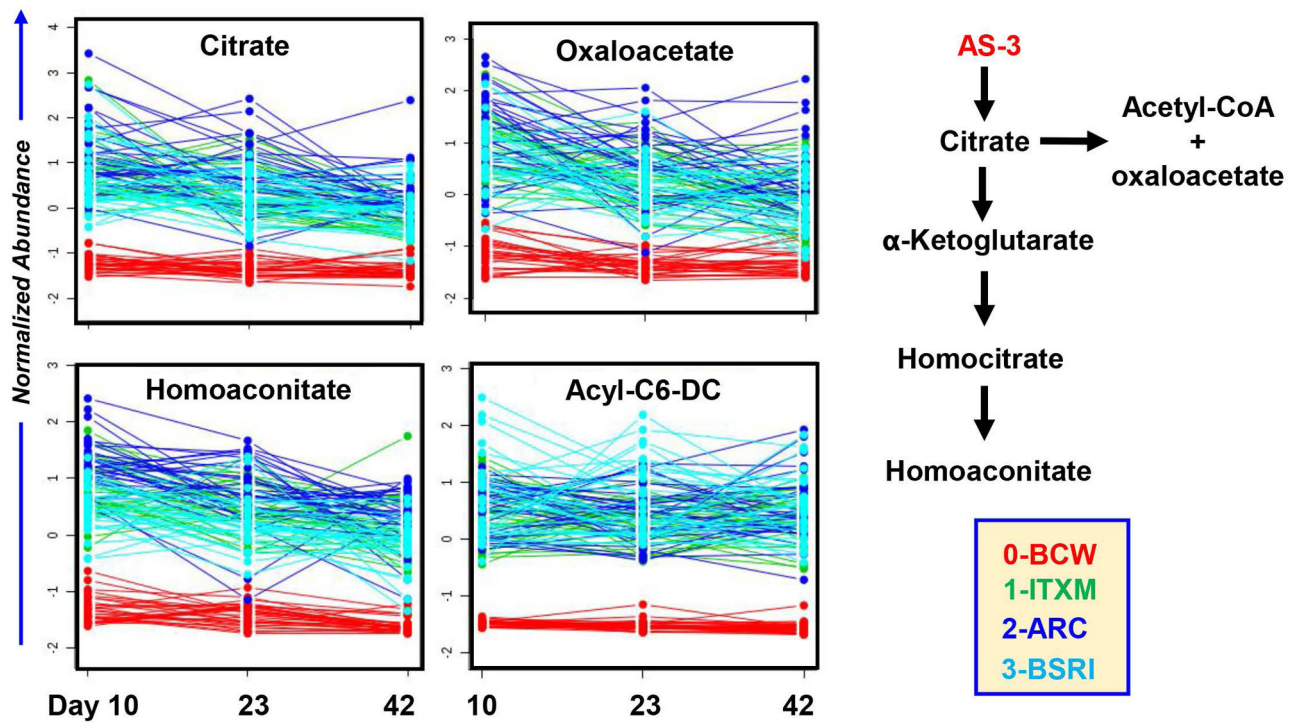 Normalized Abundance
Citrate
4
3
2
1
0
-1
-2
Oxaloacetate
3
2
1
0
-1
-2
Homoaconitate
3
2
1
0
-1
-2
Acyl-C6-DC
3
2
1
0
-1
-2
Day 10 23 42
10 23 42
AS-3
Citrate
Acetyl-CoA
+
oxaloacetate
α-Ketoglutarate
Homocitrate
Homoaconitate
0-BCW
1-ITXM
2-ARC
3-BSRI